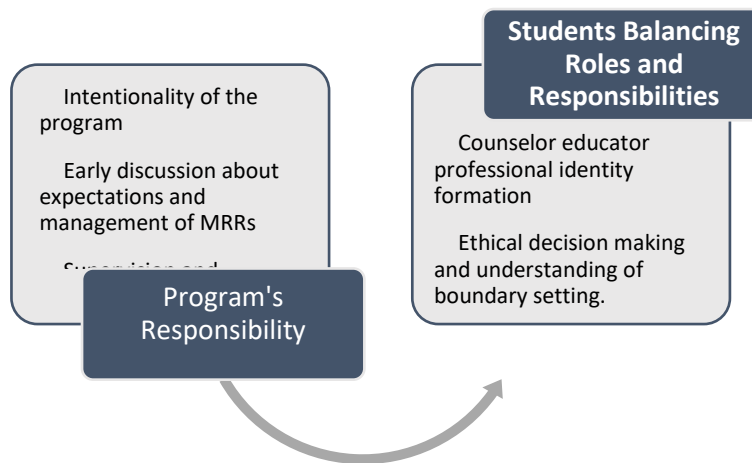 Intentionality of the
program
Early discussion about
expectations and
management of MRRs
Program's
Responsibility
Students Balancing
Roles and
Responsibilities
Counselor educator
professional identity
formation
Ethical decision making
and understanding of
boundary setting.